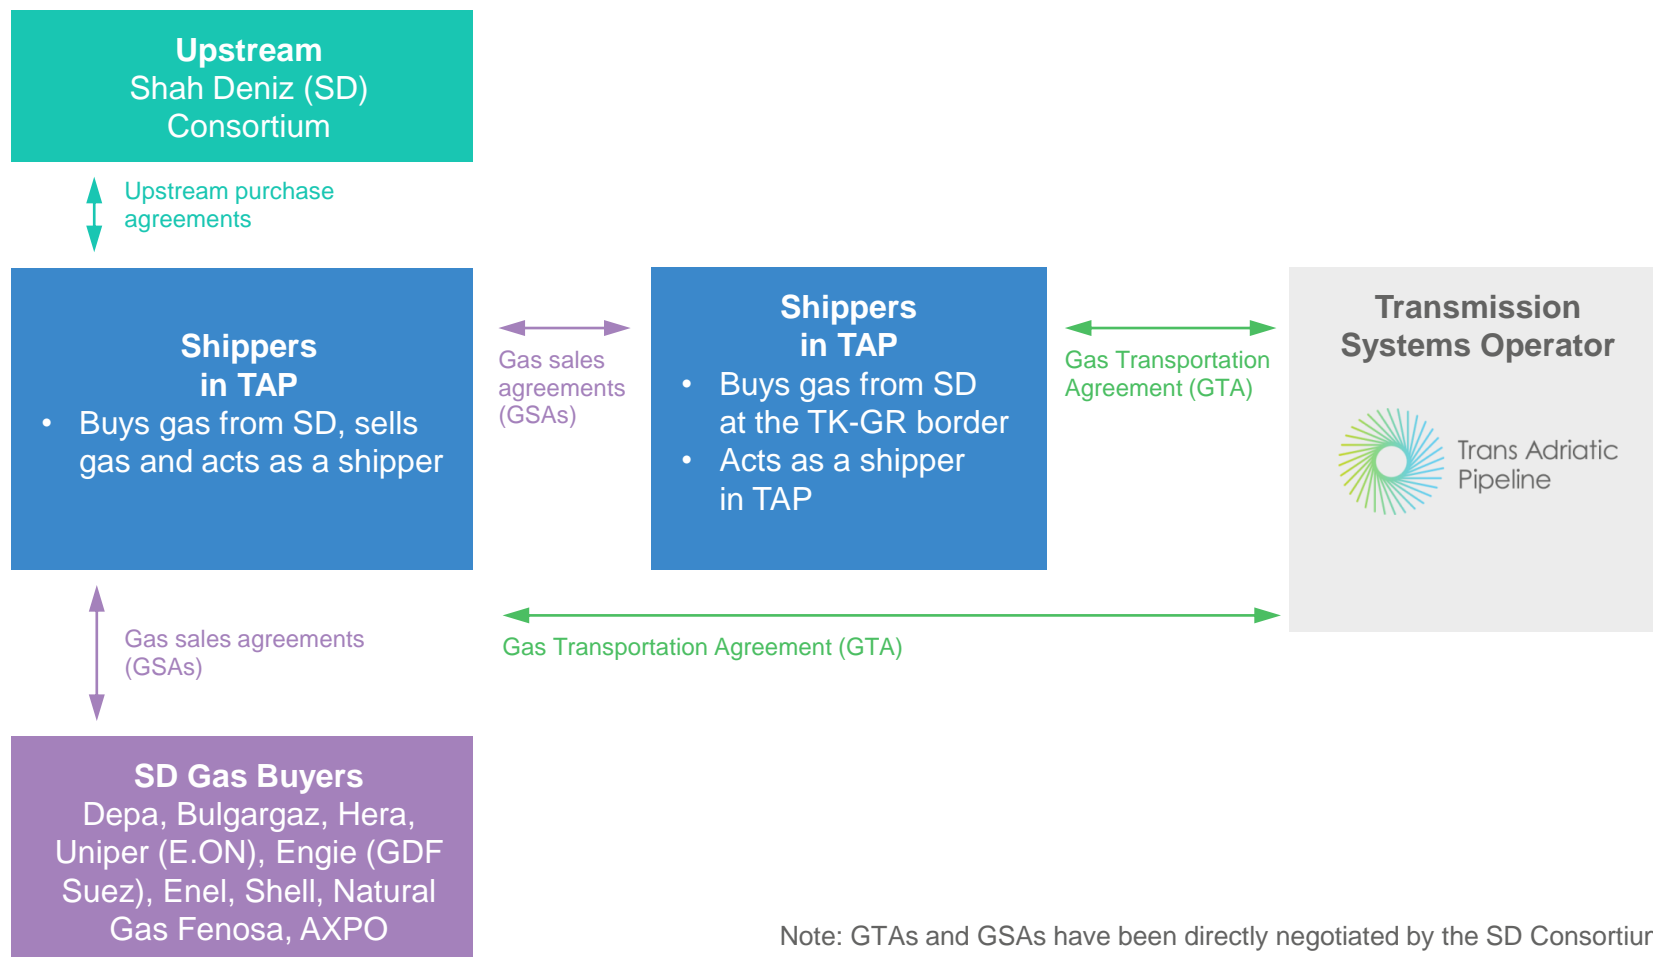 Upstream
Shah Deniz (SD)
Consortium
Upstream purchase
agreements
Shippers
in TAP
• Buys gas from SD, sells
gas and acts as a shipper
Gas sales
agreements
(GSAs)
Shippers
in TAP
• Buys gas from SD
at the TK-GR border
• Acts as a shipper
in TAP
Gas Transportation
Agreement (GTA)
Transmission
Systems Operator
Trans Adriatic
Pipeline
Gas sales agreements
(GSAs)
Gas Transportation Agreement (GTA)
SD Gas Buyers
Depa, Bulgargaz, Hera,
Uniper (E.ON), Engie (GDF
Suez), Enel, Shell, Natural
Gas Fenosa, AXPO
Note: GTAs and GSAs have been directly negotiated by the SD